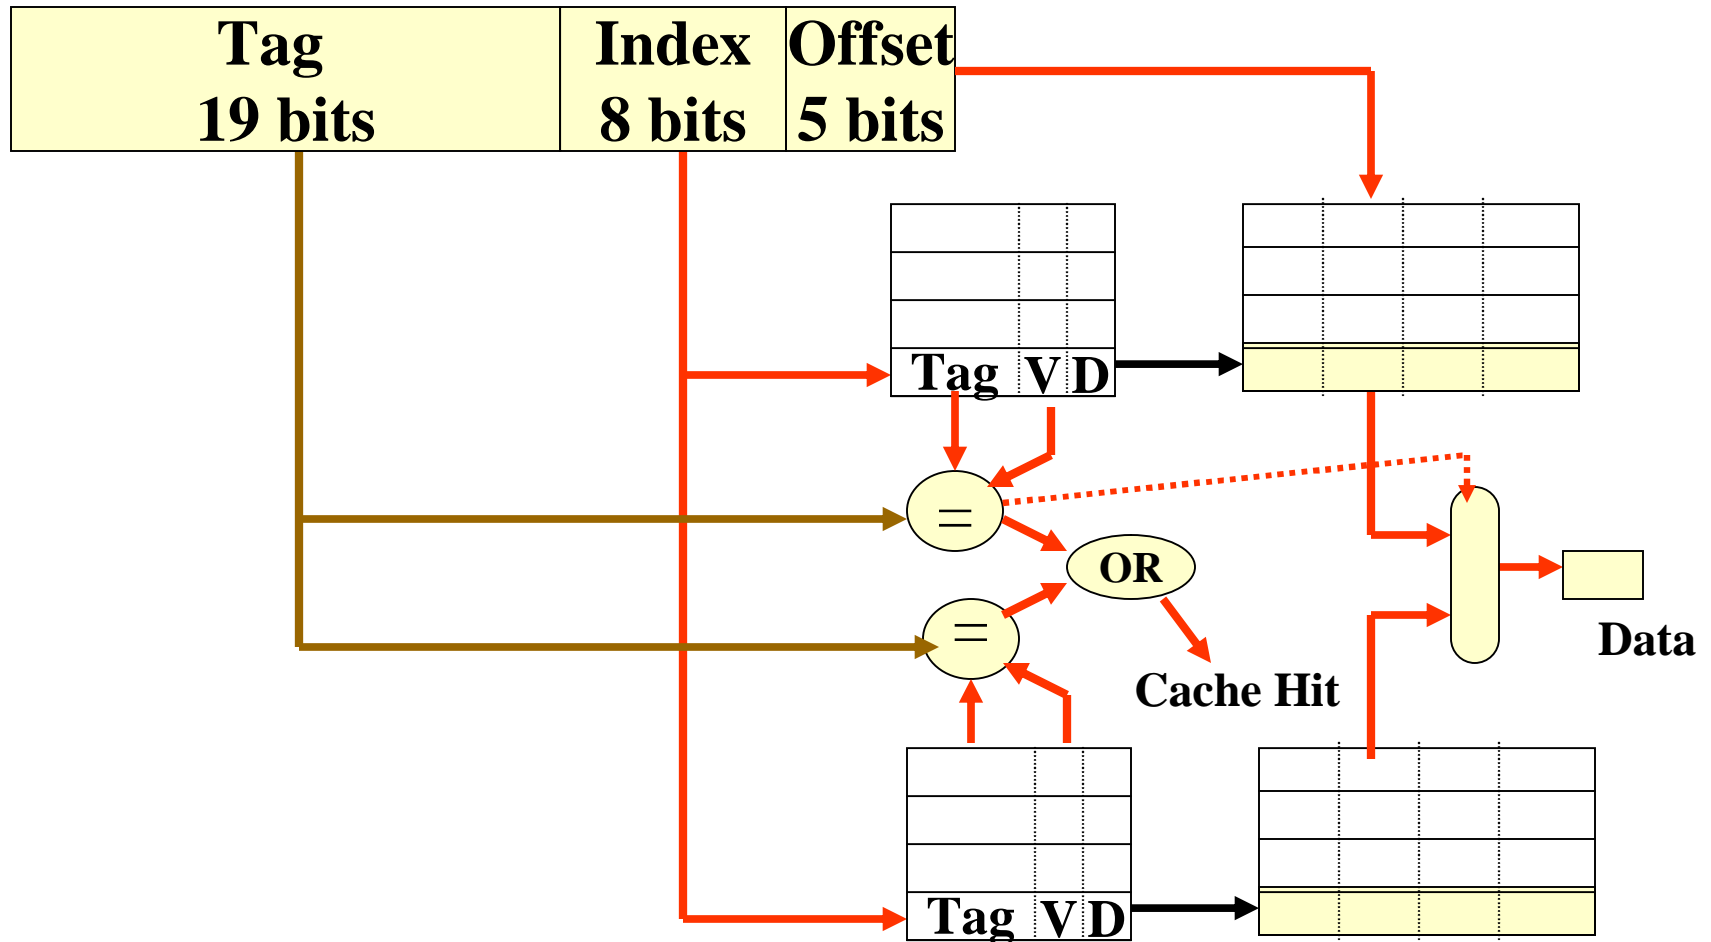 Tag Index Offset
19 bits 8 bits 5 bits
Tag V D
=
OR
=
Data
Cache Hit
Tag V D